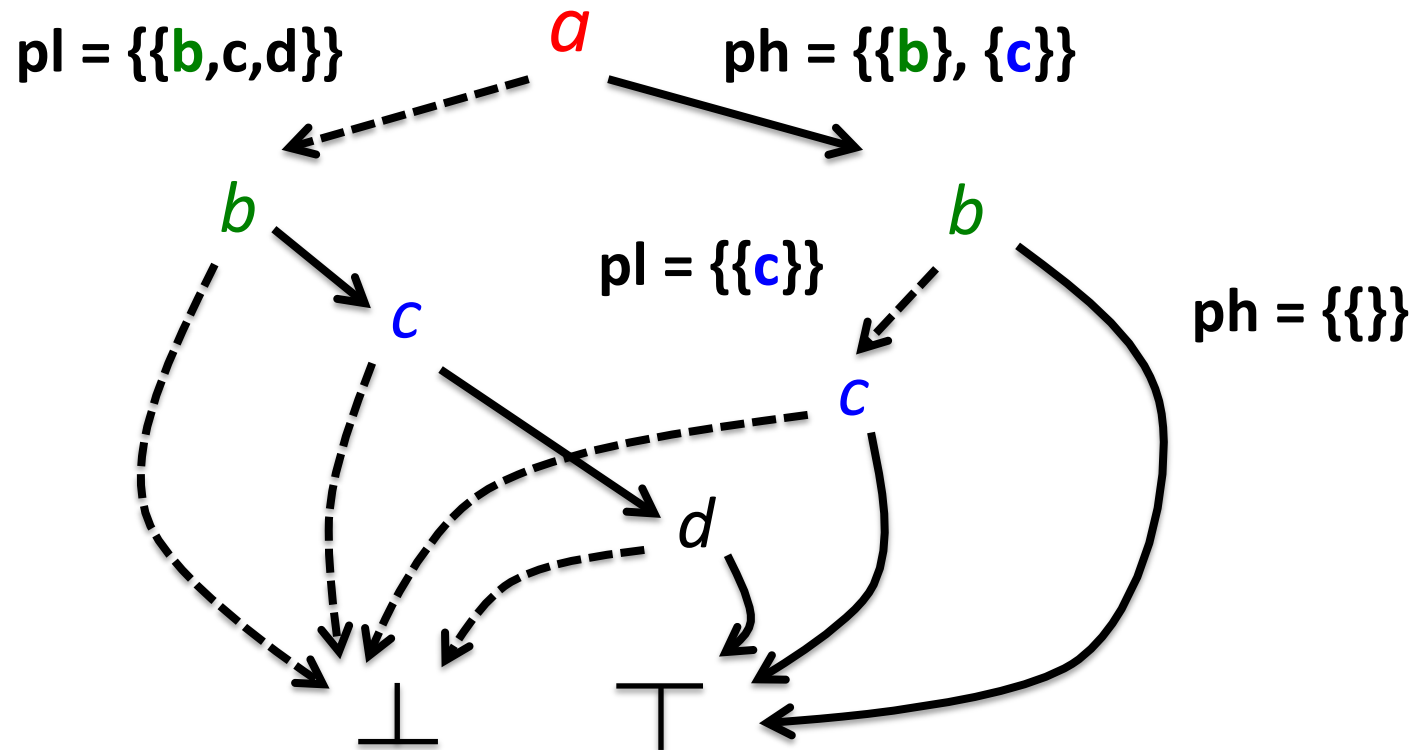 a
pl = {{b,c,d}}
ph = {{b}, {c}}
b
b
pl = {{c}}
ph = {{}}
c
c
d
⊥
⊤